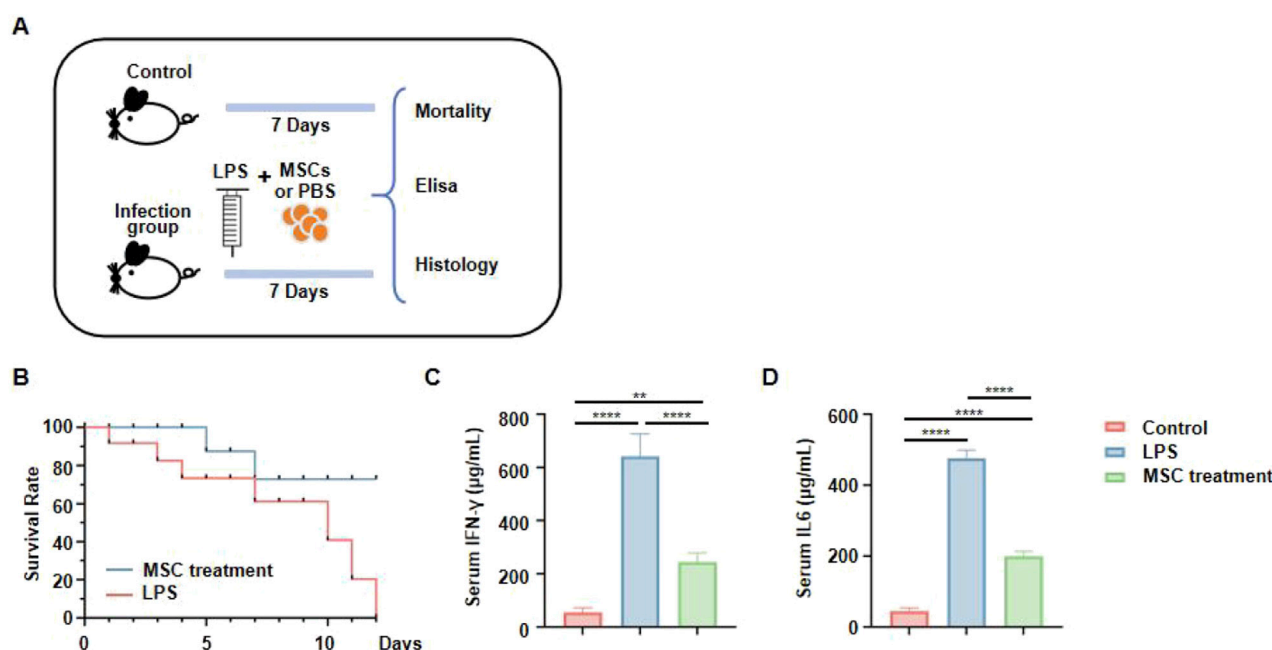 A
Control
7 Days
LPS + MSCs
or PBS
Infection
group
7 Days
Mortality
Elisa
Histology
B
Survival Rate
100
80
60
40
20
0
MSC treatment
LPS
0 5 10 Days
C
Serum IFN-γ (µg/mL)
800
600
400
200
0
**
**** ****
D
Serum IL6 (µg/mL)
600
400
200
0
****
****
****
Control
LPS
MSC treatment